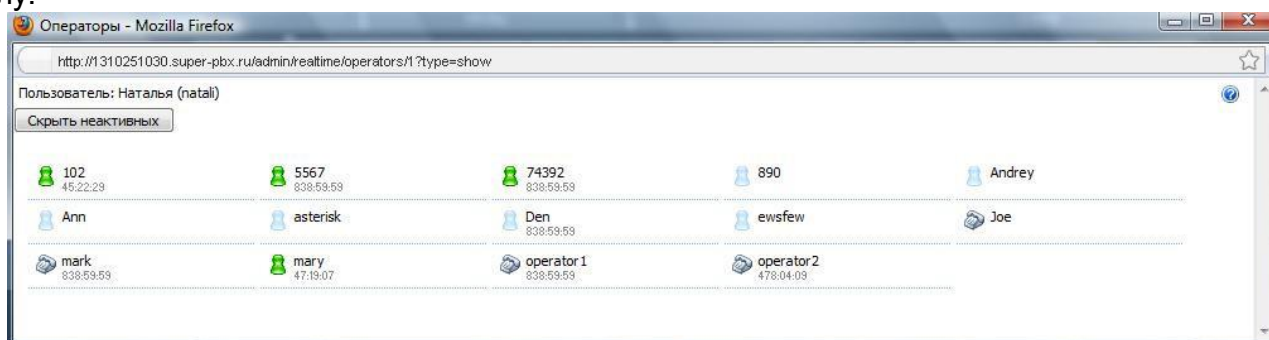 Операторы - Mozilla Firefox
http://1310251030.super-pbx.ru/admin/realtime/operators/1?type=show
Пользователь: Наталья (natali)
Скрыть неактивных
102 5567 74392 890 Andrey
45:22:29 838:59:59 838:59:59
Ann asterisk Den ewsfew Joe
838:59:59
mark mary operator1 operator2
838:59:59 47:19:07 838:59:59 478:04:09